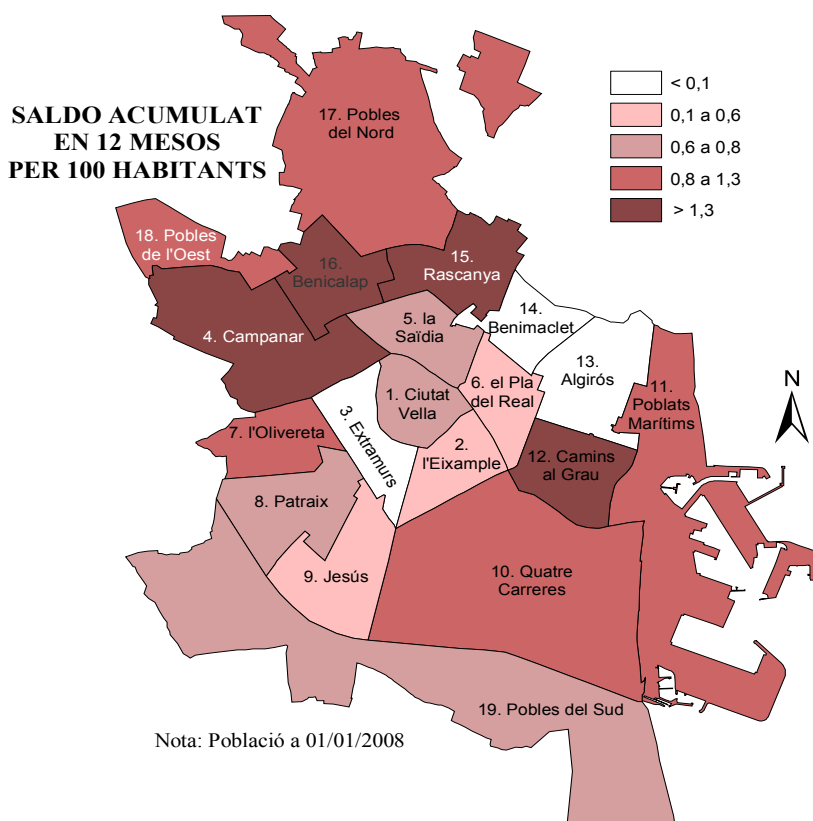 SALDO ACUMULAT
EN 12 MESOS
PER 100 HABITANTS
< 0,1
0,1 a 0,6
0,6 a 0,8
0,8 a 1,3
> 1,3
17. Pobles
del Nord
18. Pobles
de l'Oest
16.
Benicalap
15.
Rascanya
4. Campanar
5. la
Saïdia
14.
Benimaclet
13.
Algirós
6. el Pla
del Real
1. Ciutat
Vella
11.
Poblats
Marítims
N
3. Extramurs
7. l'Olivereta
2.
l'Eixample
12. Camins
al Grau
8. Patraix
9. Jesús
10. Quatre
Carreres
19. Pobles del Sud
Nota: Població a 01/01/2008